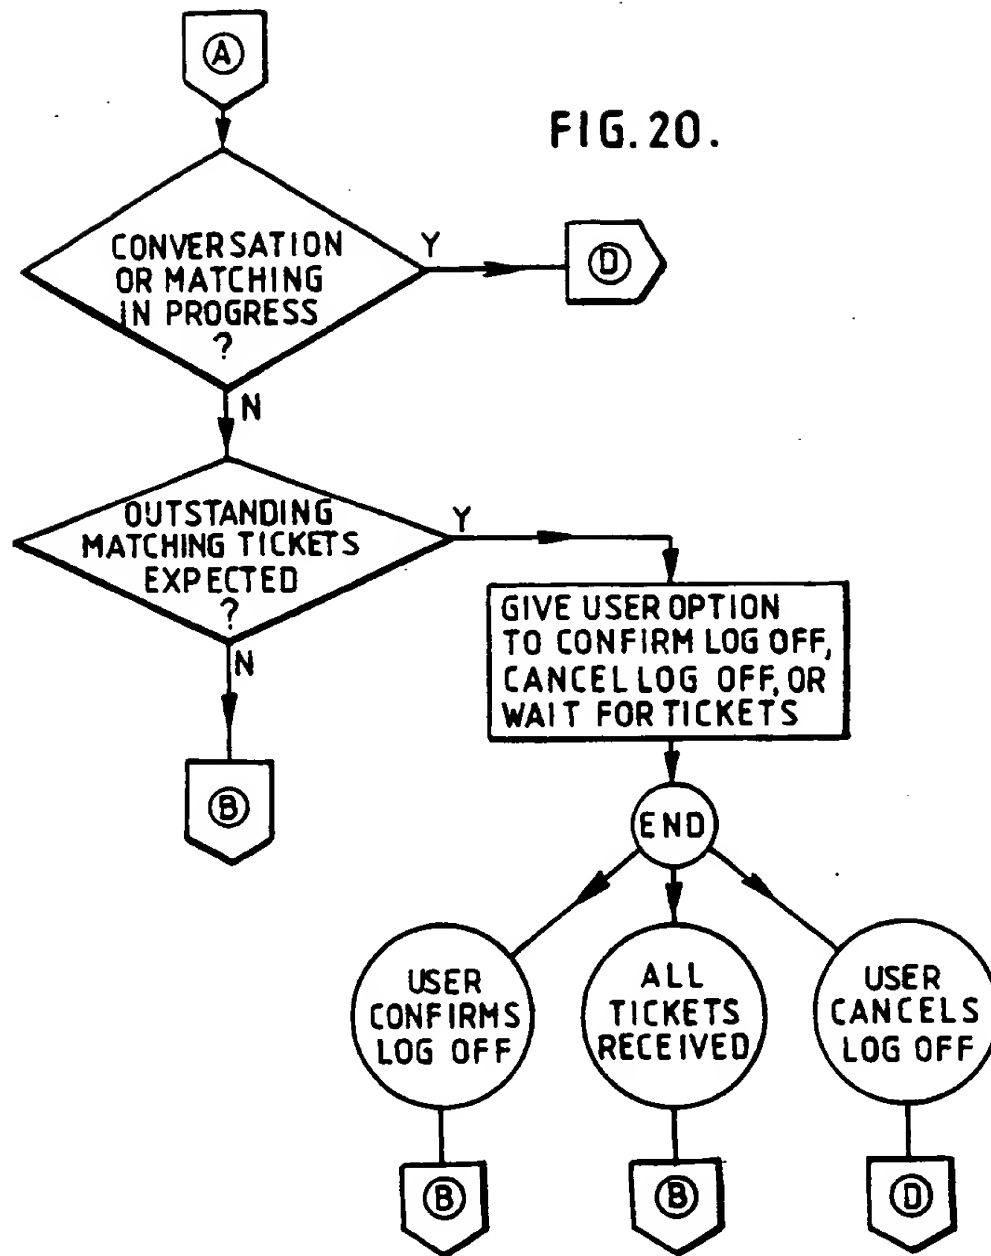 A
FIG. 20.
CONVERSATION
OR MATCHING
IN PROGRESS
?
Y
D
N
OUTSTANDING
MATCHING TICKETS
EXPECTED
?
Y
N
GIVE USER OPTION
TO CONFIRM LOG OFF,
CANCEL LOG OFF, OR
WAIT FOR TICKETS
B
END
USER
CONFIRMS
LOG OFF
ALL
TICKETS
RECEIVED
USER
CANCELS
LOG OFF
B
B
D